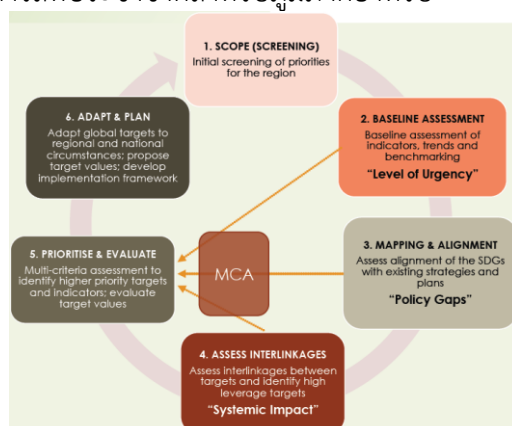 1. SCOPE (SCREENING)
Initial screening of priorities
for the region
2. BASELINE ASSESSMENT
Baseline assessment of
indicators, trends and
benchmarking
“Level of Urgency”
3. MAPPING & ALIGNMENT
Assess alignment of the SDGs
with existing strategies and
plans
“Policy Gaps”
4. ASSESS INTERLINKAGES
Assess interlinkages between
targets and identify high
leverage targets
“Systemic Impact”
5. PRIORITISE & EVALUATE
Multi-criteria assessment to
identify higher priority targets
and indicators; evaluate
target values
6. ADAPT & PLAN
Adapt global targets to
regional and national
circumstances; propose
target values; develop
implementation framework
MCA